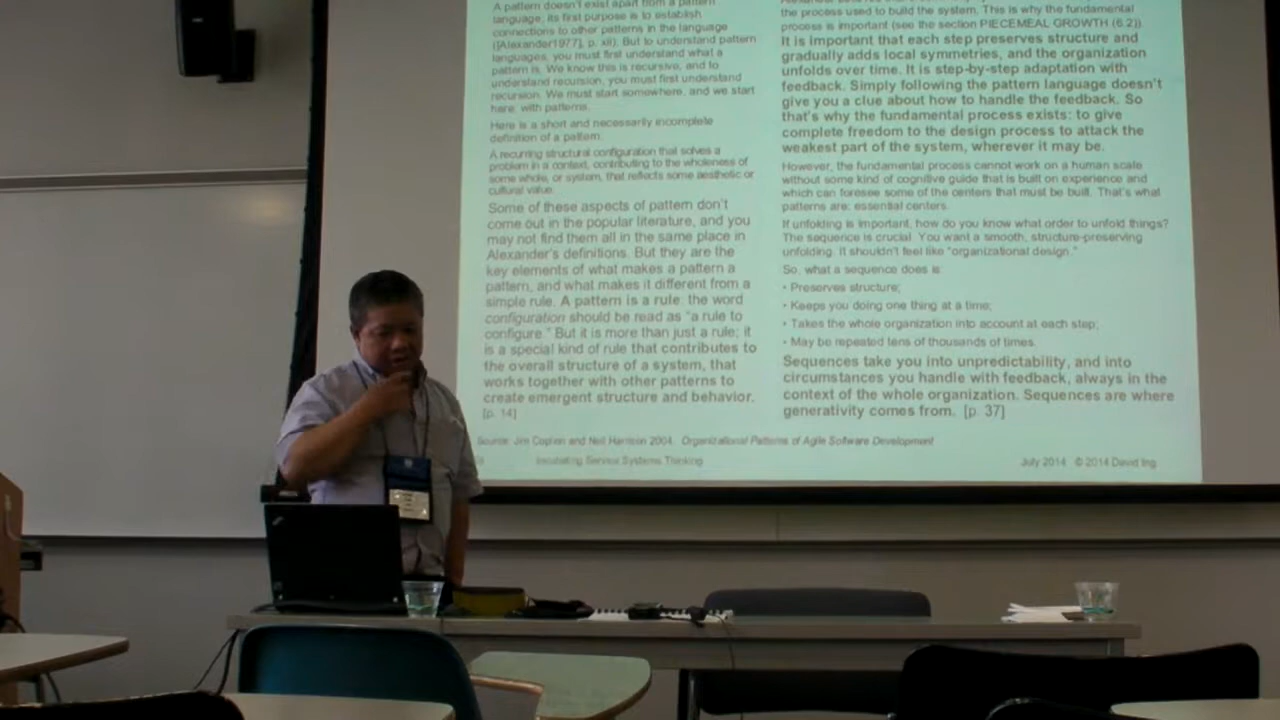 A pattern doesn't exist apart from a pattern
language; its first purpose is to establish
connections to other patterns in the language
([Alexander1977], p. xii). But to understand pattern
languages, you must first understand what a
pattern is. We know this is recursive, and to
understand recursion, you must first understand
recursion. We must start somewhere, and we start
here: with patterns.
Here is a short and necessarily incomplete
definition of a pattern:
A recurring structural configuration that solves a
problem in a context, contributing to the wholeness of
some whole, or system, that reflects some aesthetic or
cultural value.
Some of these aspects of pattern don't
come out in the popular literature, and you
may not find them all in the same place in
Alexander's definitions. But they are the
key elements of what makes a pattern a
pattern, and what makes it different from a
simple rule. A pattern is a rule: the word
configuration should be read as "a rule to
configure." But it is more than just a rule; it
is a special kind of rule that contributes to
the overall structure of a system, that
works together with other patterns to
create emergent structure and behavior.
[p. 14]
the process used to build the system. This is why the fundamental
process is important (see the section PIECEMEAL GROWTH (6.2)).
It is important that each step preserves structure and
gradually adds local symmetries, and the organization
unfolds over time. It is step-by-step adaptation with
feedback. Simply following the pattern language doesn't
give you a clue about how to handle the feedback. So
that's why the fundamental process exists: to give
complete freedom to the design process to attack the
weakest part of the system, wherever it may be.
However, the fundamental process cannot work on a human scale
without some kind of cognitive guide that is built on experience and
which can foresee some of the centers that must be built. That's what
patterns are: essential centers.
If unfolding is important, how do you know what order to unfold things?
The sequence is crucial. You want a smooth, structure-preserving
unfolding. It shouldn't feel like "organizational design."
So, what a sequence does is:
• Preserves structure;
• Keeps you doing one thing at a time;
• Takes the whole organization into account at each step;
• May be repeated tens of thousands of times.
Sequences take you into unpredictability, and into
circumstances you handle with feedback, always in the
context of the whole organization. Sequences are where
generativity comes from. [p 37]
Source: Jim Coplien and Neil Harrison 2004. Organizational Patterns of Agile Software Development
Incubating Service Systems Thinking
July 2014 © 2014 David Ing